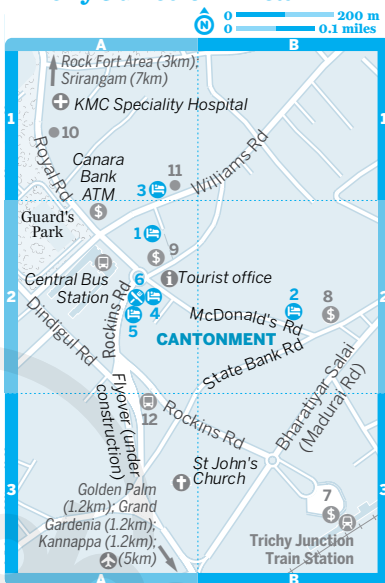 N
0 200 m
0 0.1 miles
A
B
Rock Fort Area (3km);
Srirangam (7km)
KMC Speciality Hospital
1
1
10
Royal Rd
Canara
Bank
ATM
11
3
Williams Rd
$
Guard's
Park
1
9
$
Central Bus
Station
6
i
Tourist office
2
2
Rockins Rd
4
5
2
8
$
McDonald's Rd
CANTONMENT
Dindigul Rd
State Bank Rd
Flyover (under
construction)
12
Rockins Rd
Bharatiyar Salai
(Madurai Rd)
St John's
Church
3
3
Golden Palm
(1.2km); Grand
Gardenia (1.2km);
Kannappa (1.2km);
(5km)
7
$
Trichy Junction
Train Station
A
B